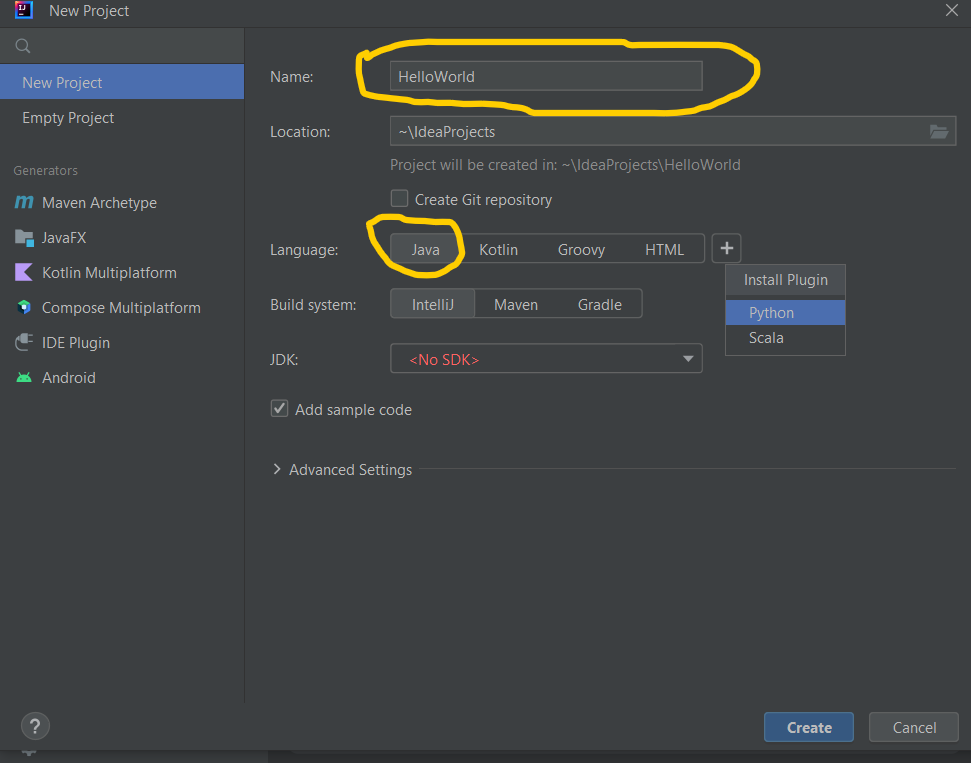 New Project
New Project
Empty Project
Generators
Maven Archetype
JavaFX
Kotlin Multiplatform
Compose Multiplatform
IDE Plugin
Android
Name: HelloWorld
Location: ~\IdeaProjects
Project will be created in: ~\IdeaProjects\HelloWorld
Create Git repository
Language: Java Kotlin Groovy HTML +
Install Plugin
Python
Scala
Build system: IntelliJ Maven Gradle
JDK: <No SDK>
Add sample code
Advanced Settings
? Create Cancel